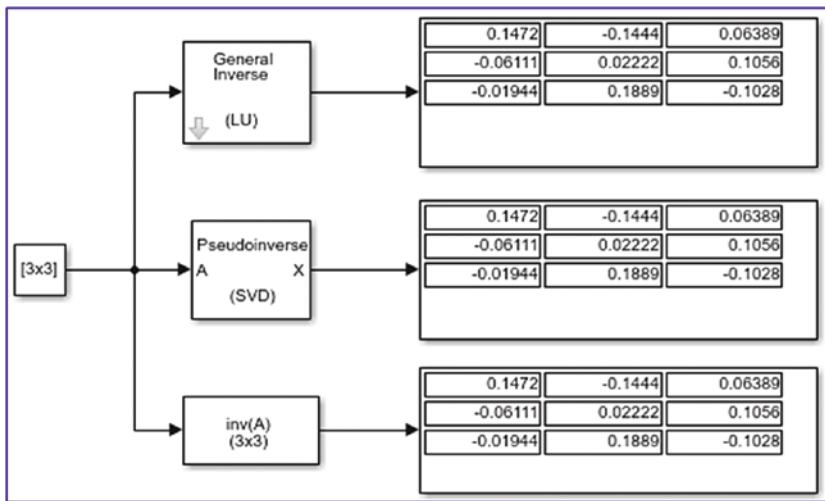 General
Inverse
(LU)
0.1472 -0.1444 0.06389
-0.06111 0.02222 0.1056
-0.01944 0.1889 -0.1028
[3x3]
Pseudoinverse
A X
(SVD)
0.1472 -0.1444 0.06389
-0.06111 0.02222 0.1056
-0.01944 0.1889 -0.1028
inv(A)
(3x3)
0.1472 -0.1444 0.06389
-0.06111 0.02222 0.1056
-0.01944 0.1889 -0.1028